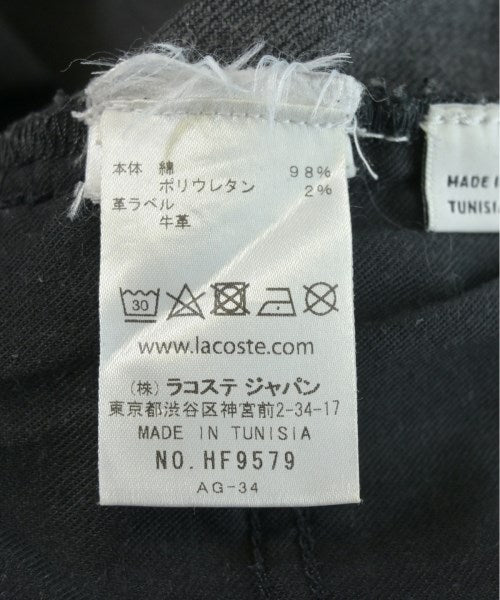 本体 綿 98%
ポリウレタン 2%
革ラベル
牛革
30
www.lacoste.com
(株) ラコステ ジャパン
東京都渋谷区神宮前2-34-17
MADE IN TUNISIA
NO. HF9579
AG-34
MADE I
TUNISIA